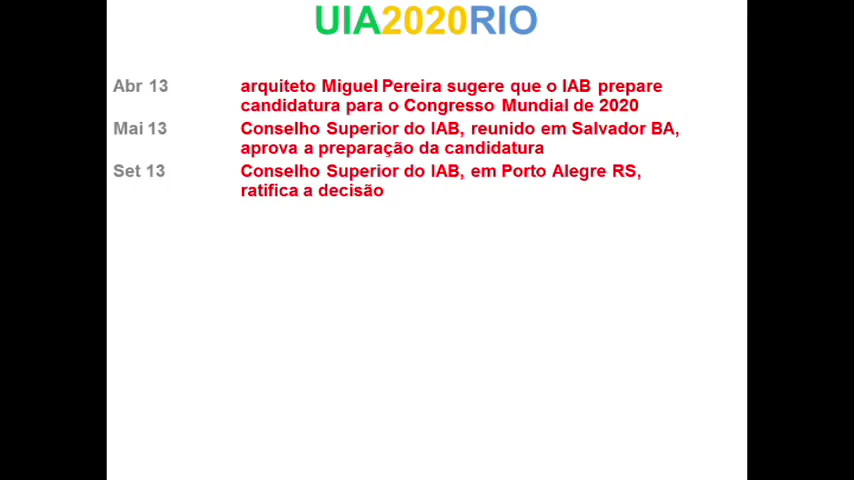 UIA2020RIO
Abr 13 arquiteto Miguel Pereira sugere que o IAB prepare
candidatura para o Congresso Mundial de 2020
Mai 13 Conselho Superior do IAB, reunido em Salvador BA,
aprova a preparação da candidatura
Set 13 Conselho Superior do IAB, em Porto Alegre RS,
ratifica a decisão